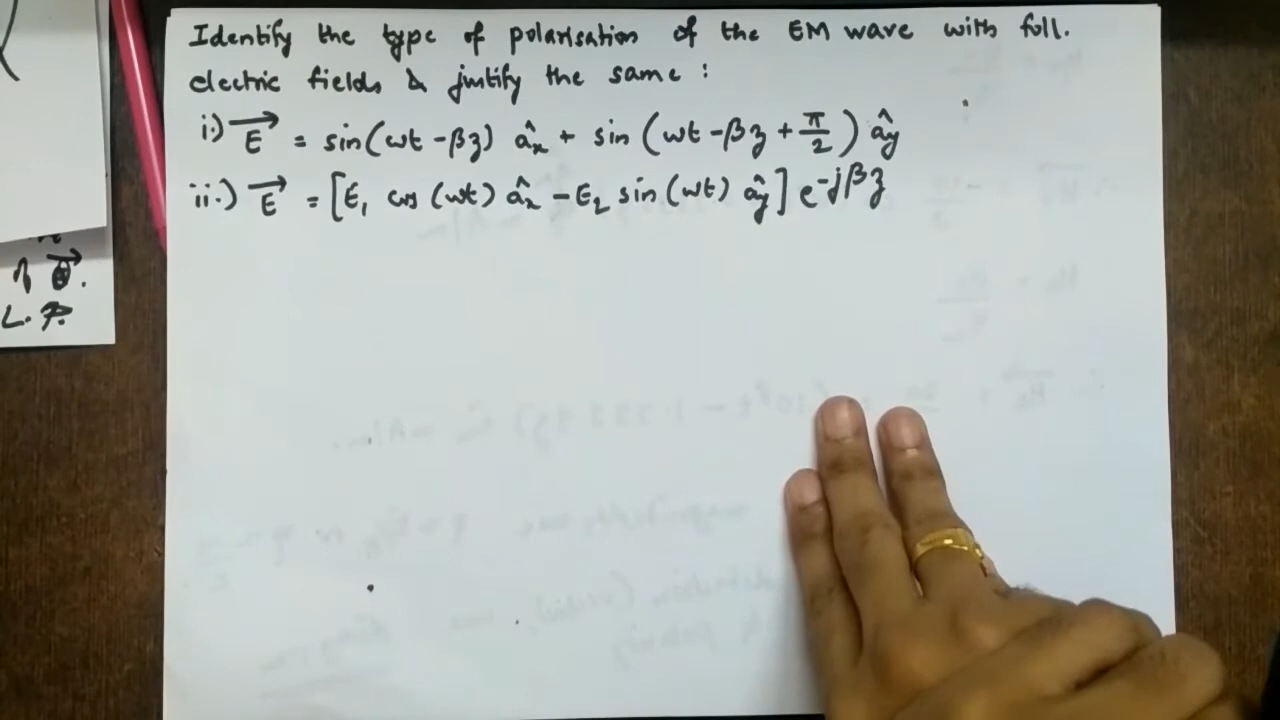 Identify the type of polarisation of the EM wave with foll.
electric fields & justify the same :
i.) E⃗ = sin(ωt - βz) âx + sin (ωt - βz + π/2) ây
ii.) E⃗ = [E₁ cos (ωt) âx - E₂ sin (ωt) ây] e^-jβz
L.P.